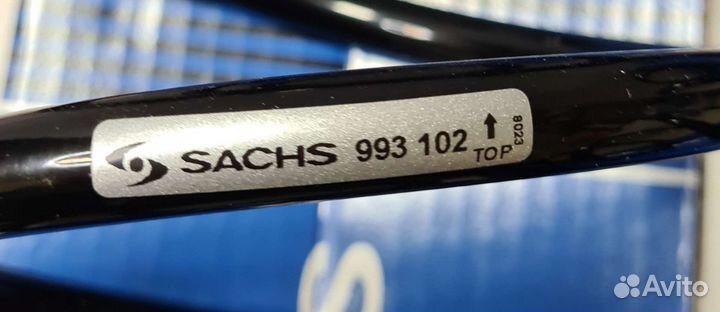 SACHS 993 102 ↑
TOP
8023
S
Avito